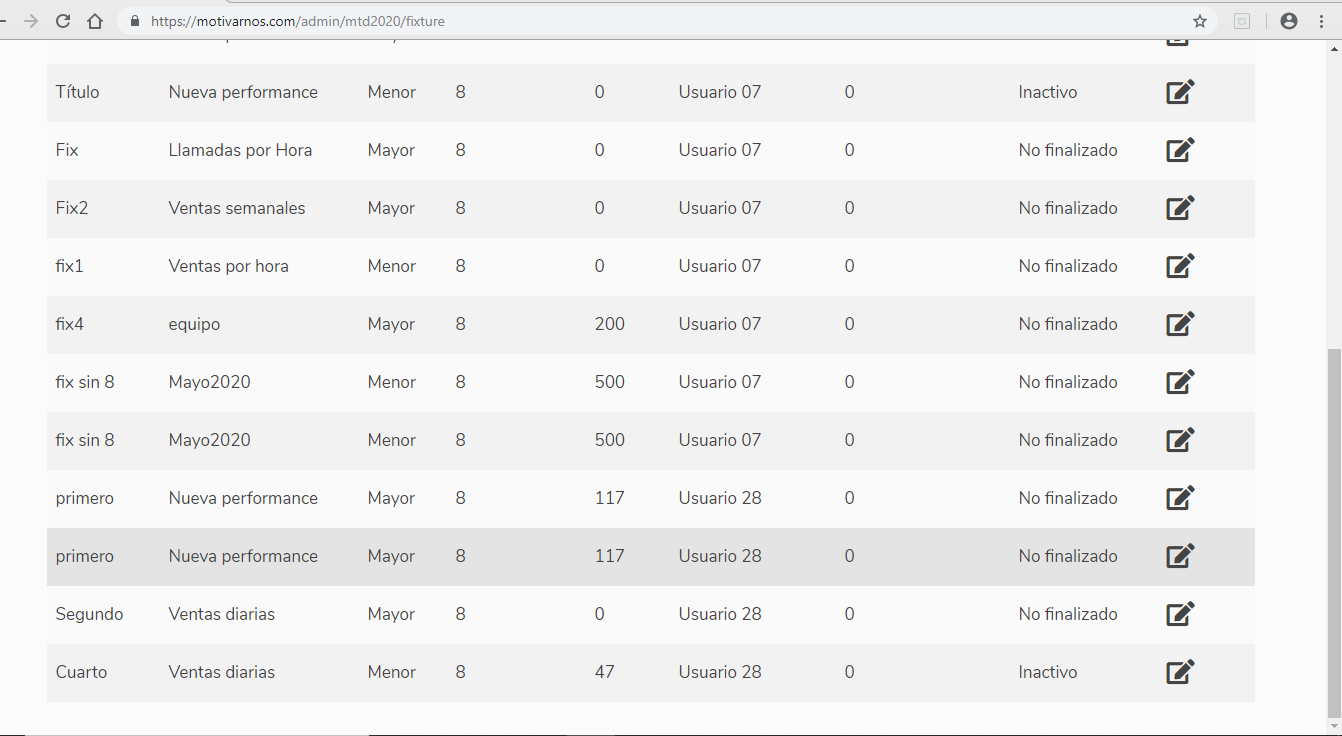 https://motivarnos.com/admin/mtd2020/fixture
Título Nueva performance Menor 8 0 Usuario 07 0 Inactivo
Fix Llamadas por Hora Mayor 8 0 Usuario 07 0 No finalizado
Fix2 Ventas semanales Mayor 8 0 Usuario 07 0 No finalizado
fix1 Ventas por hora Menor 8 0 Usuario 07 0 No finalizado
fix4 equipo Mayor 8 200 Usuario 07 0 No finalizado
fix sin 8 Mayo2020 Menor 8 500 Usuario 07 0 No finalizado
fix sin 8 Mayo2020 Menor 8 500 Usuario 07 0 No finalizado
primero Nueva performance Mayor 8 117 Usuario 28 0 No finalizado
primero Nueva performance Mayor 8 117 Usuario 28 0 No finalizado
Segundo Ventas diarias Mayor 8 0 Usuario 28 0 No finalizado
Cuarto Ventas diarias Menor 8 47 Usuario 28 0 Inactivo